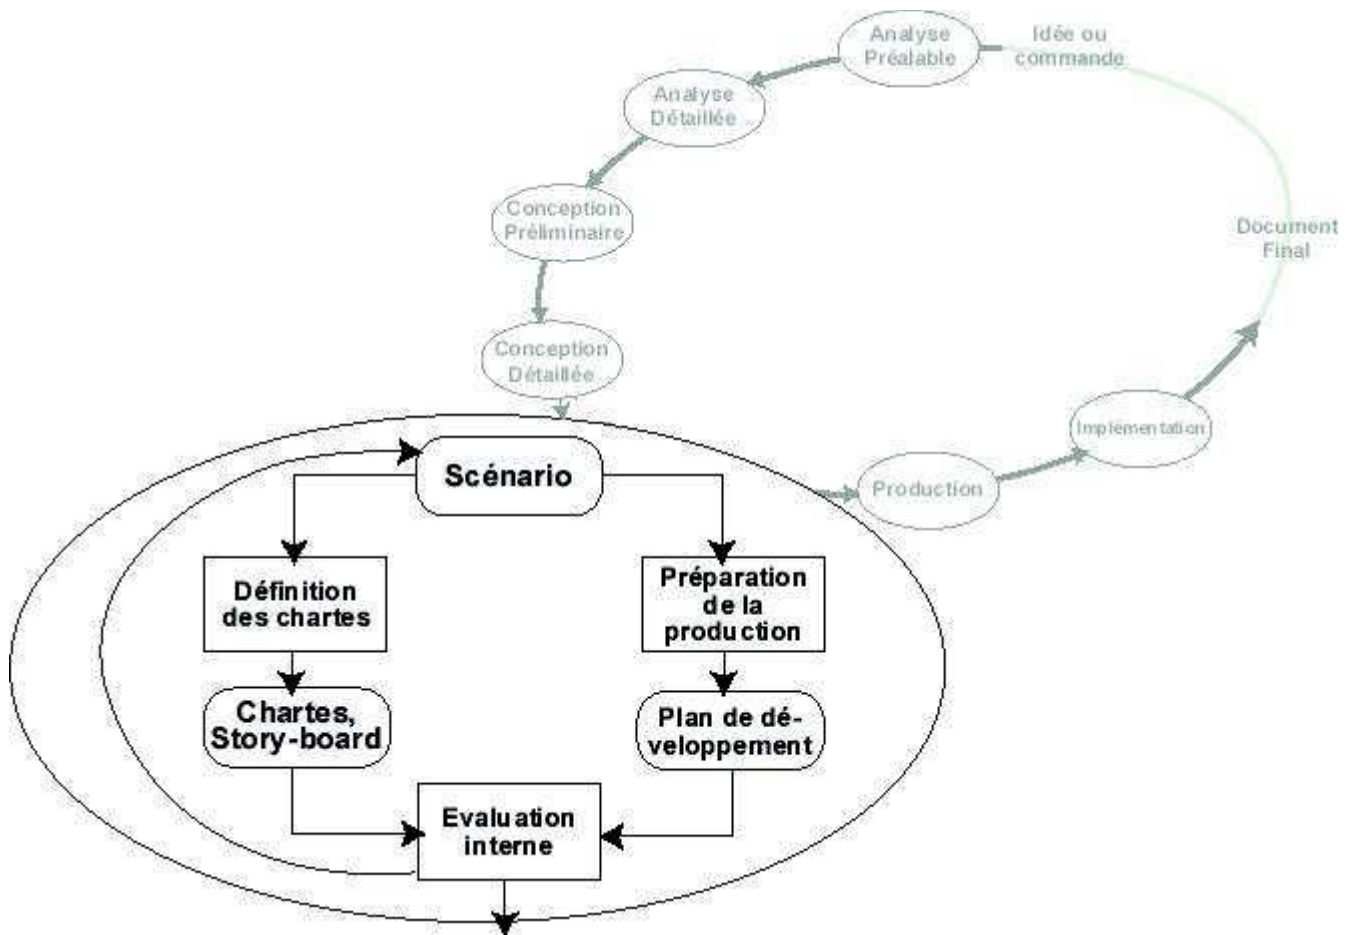 Analyse
Préalable
Idée ou
commande
Analyse
Détaillée
Conception
Préliminaire
Document
Final
Conception
Détaillée
Implémentation
Production
Scénario
Définition
des chartes
Préparation
de la
production
Chartes,
Story-board
Plan de dé-
veloppement
Evaluation
interne